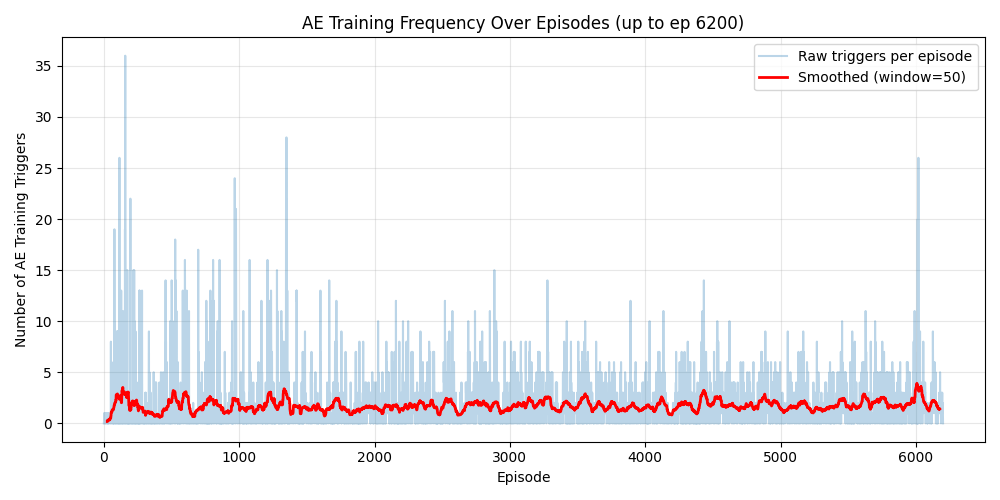 AE Training Frequency Over Episodes (up to ep 6200)
Raw triggers per episode
Smoothed (window=50)
Number of AE Training Triggers
35
30
25
20
15
10
5
0
0 1000 2000 3000 4000 5000 6000
Episode